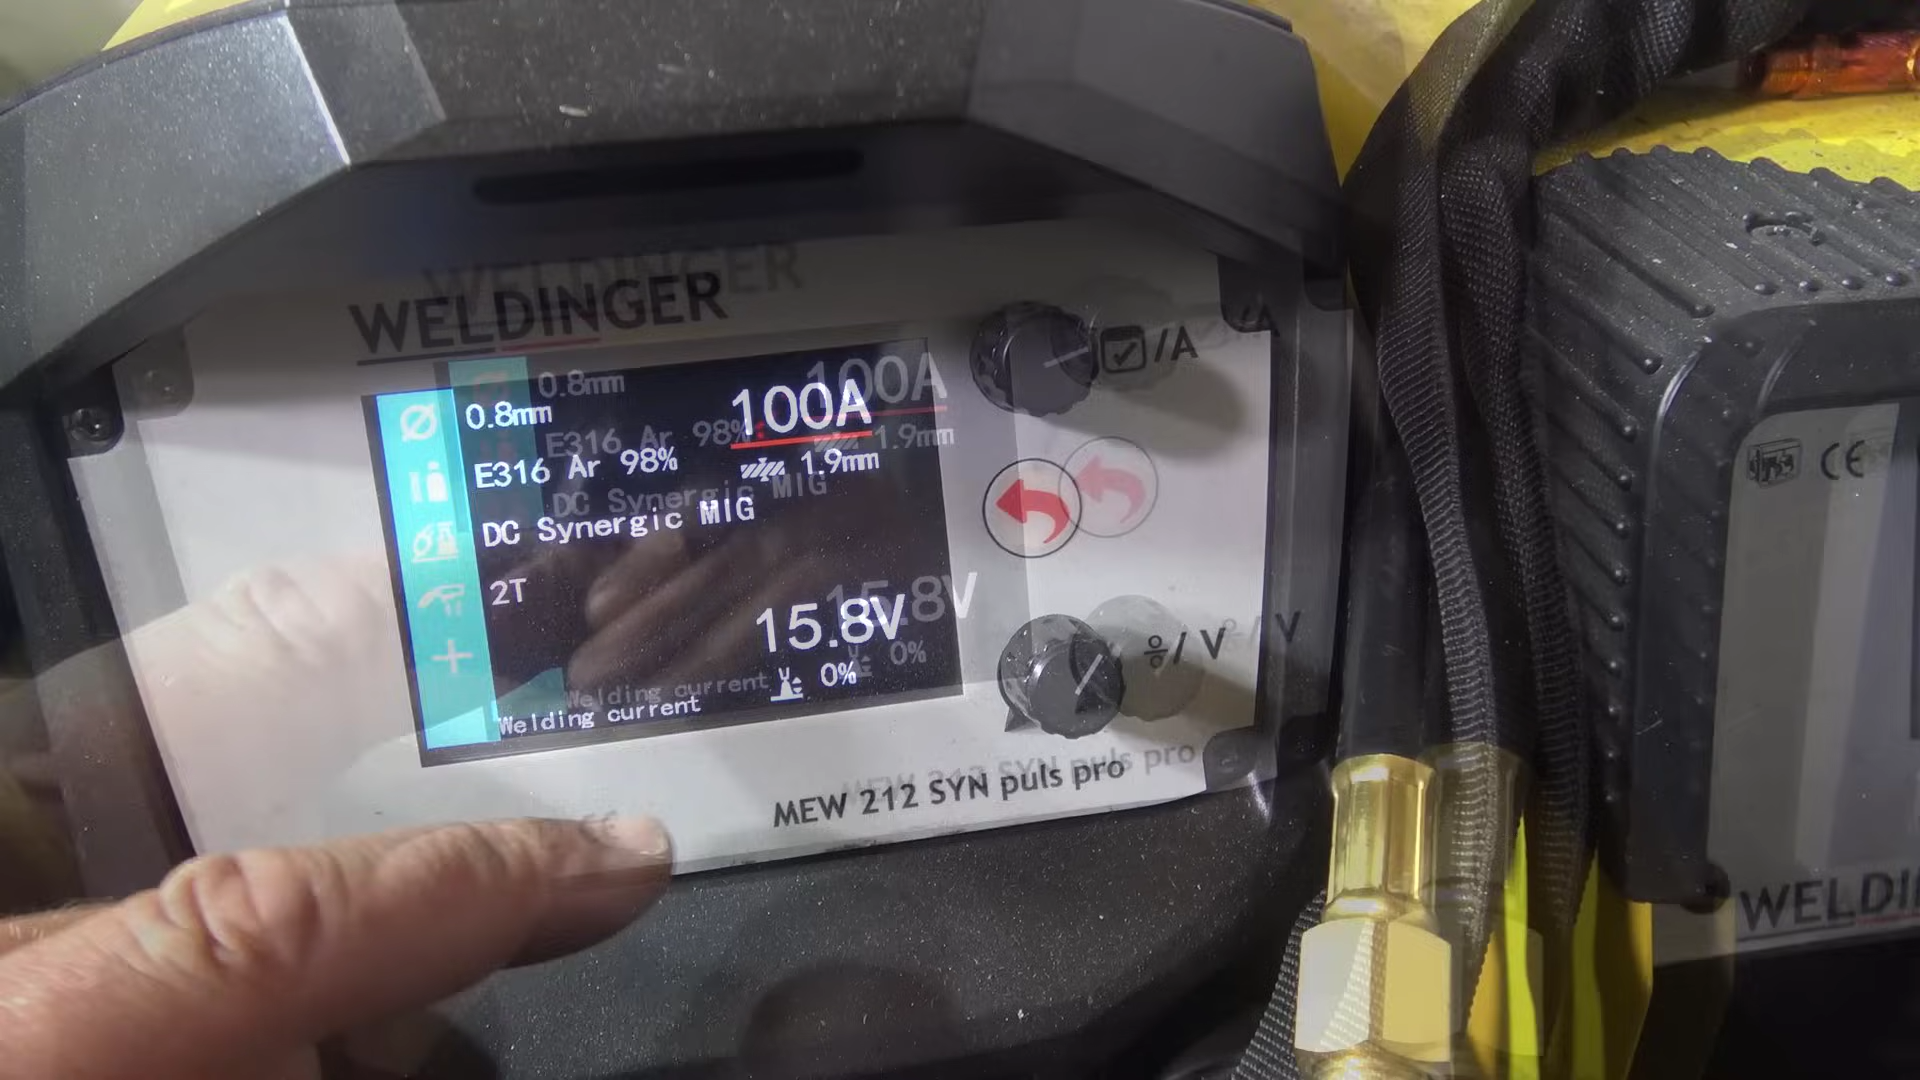 WELDINGER
0.8mm
100A
E316 Ar 98%
1.9mm
DC Synergic MIG
2T
15.8V
0%
Welding current
/A
%/V
MEW 212 SYN puls pro
CE
WELDIN